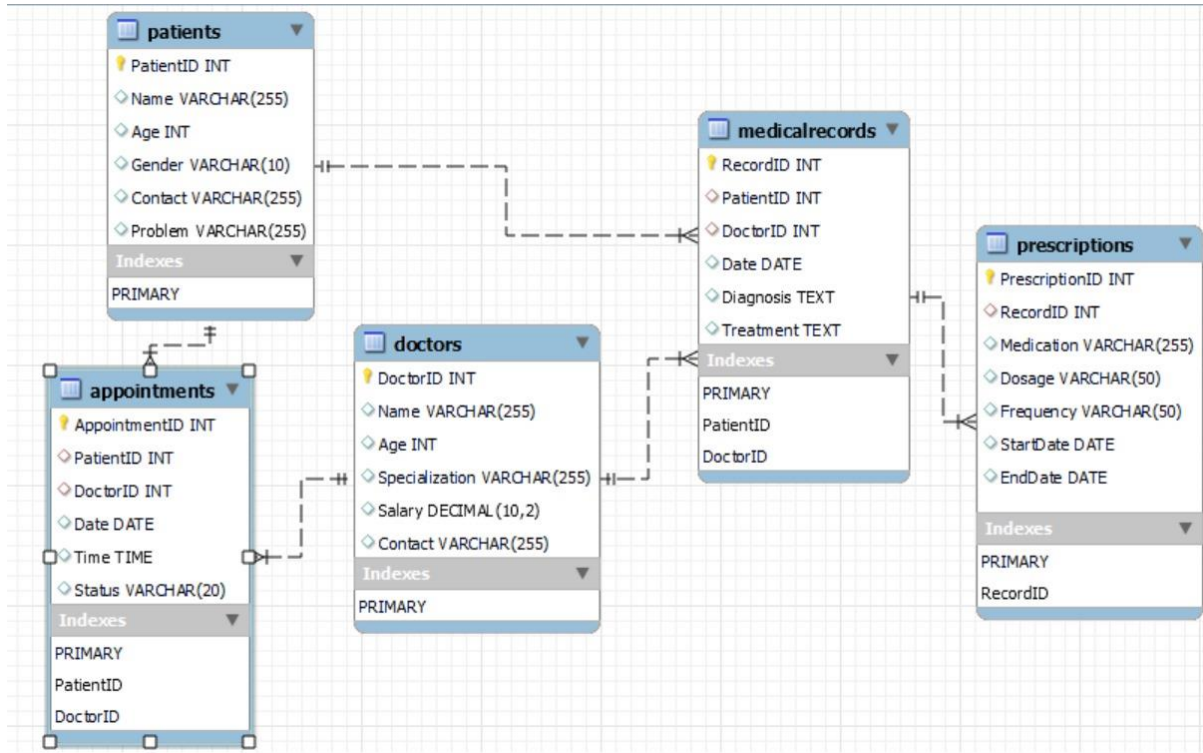 patients
PatientID INT
Name VARCHAR(255)
Age INT
Gender VARCHAR(10)
Contact VARCHAR(255)
Problem VARCHAR(255)
Indexes
PRIMARY
appointments
AppointmentID INT
PatientID INT
DoctorID INT
Date DATE
Time TIME
Status VARCHAR(20)
Indexes
PRIMARY
PatientID
DoctorID
doctors
DoctorID INT
Name VARCHAR(255)
Age INT
Specialization VARCHAR(255)
Salary DECIMAL(10,2)
Contact VARCHAR(255)
Indexes
PRIMARY
medicalrecords
RecordID INT
PatientID INT
DoctorID INT
Date DATE
Diagnosis TEXT
Treatment TEXT
Indexes
PRIMARY
PatientID
DoctorID
prescriptions
PrescriptionID INT
RecordID INT
Medication VARCHAR(255)
Dosage VARCHAR(50)
Frequency VARCHAR(50)
StartDate DATE
EndDate DATE
Indexes
PRIMARY
RecordID